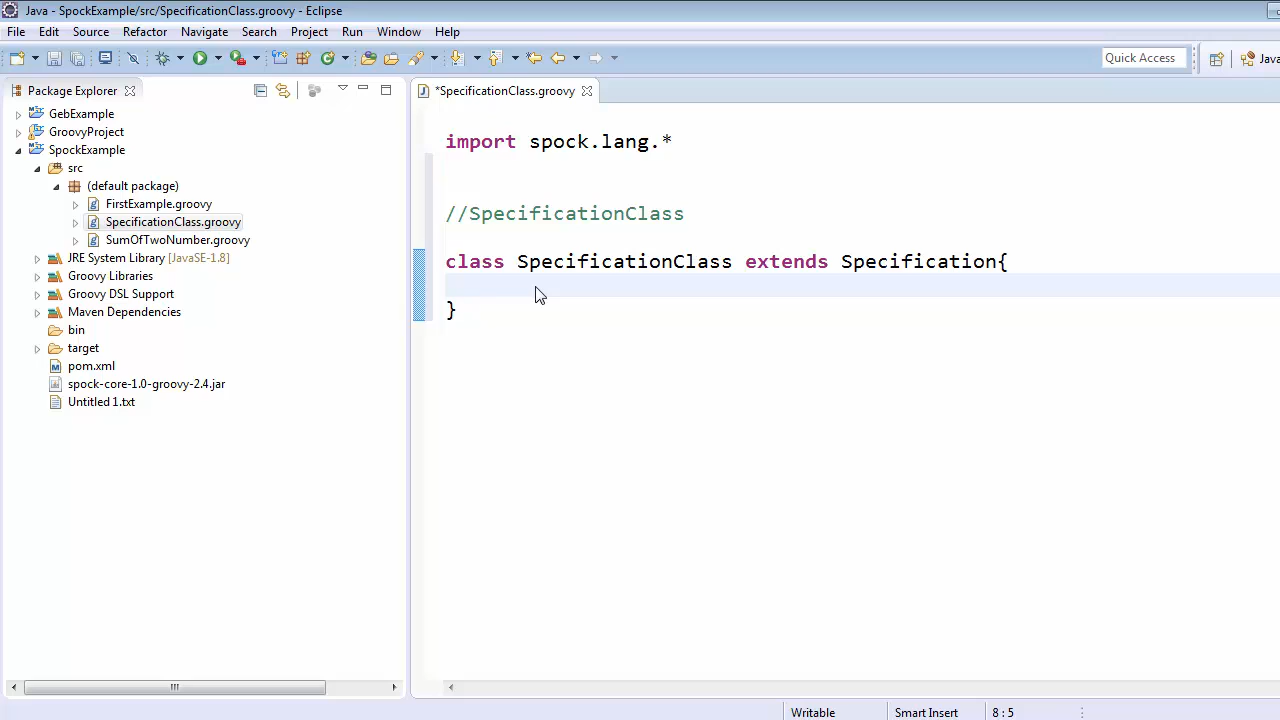 Java - SpockExample/src/SpecificationClass.groovy - Eclipse
File Edit Source Refactor Navigate Search Project Run Window Help
Quick Access Java
Package Explorer
*SpecificationClass.groovy
GebExample
GroovyProject
SpockExample
src
(default package)
FirstExample.groovy
SpecificationClass.groovy
SumOfTwoNumber.groovy
JRE System Library [JavaSE-1.8]
Groovy Libraries
Groovy DSL Support
Maven Dependencies
bin
target
pom.xml
spock-core-1.0-groovy-2.4.jar
Untitled 1.txt
import spock.lang.*
//SpecificationClass
class SpecificationClass extends Specification{
}
Writable Smart Insert 8 : 5